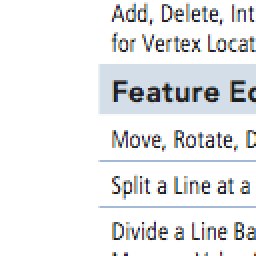 Add, Delete, Int
for Vertex Locat
Feature Ed
Move, Rotate, D
Split a Line at a
Divide a Line Ba